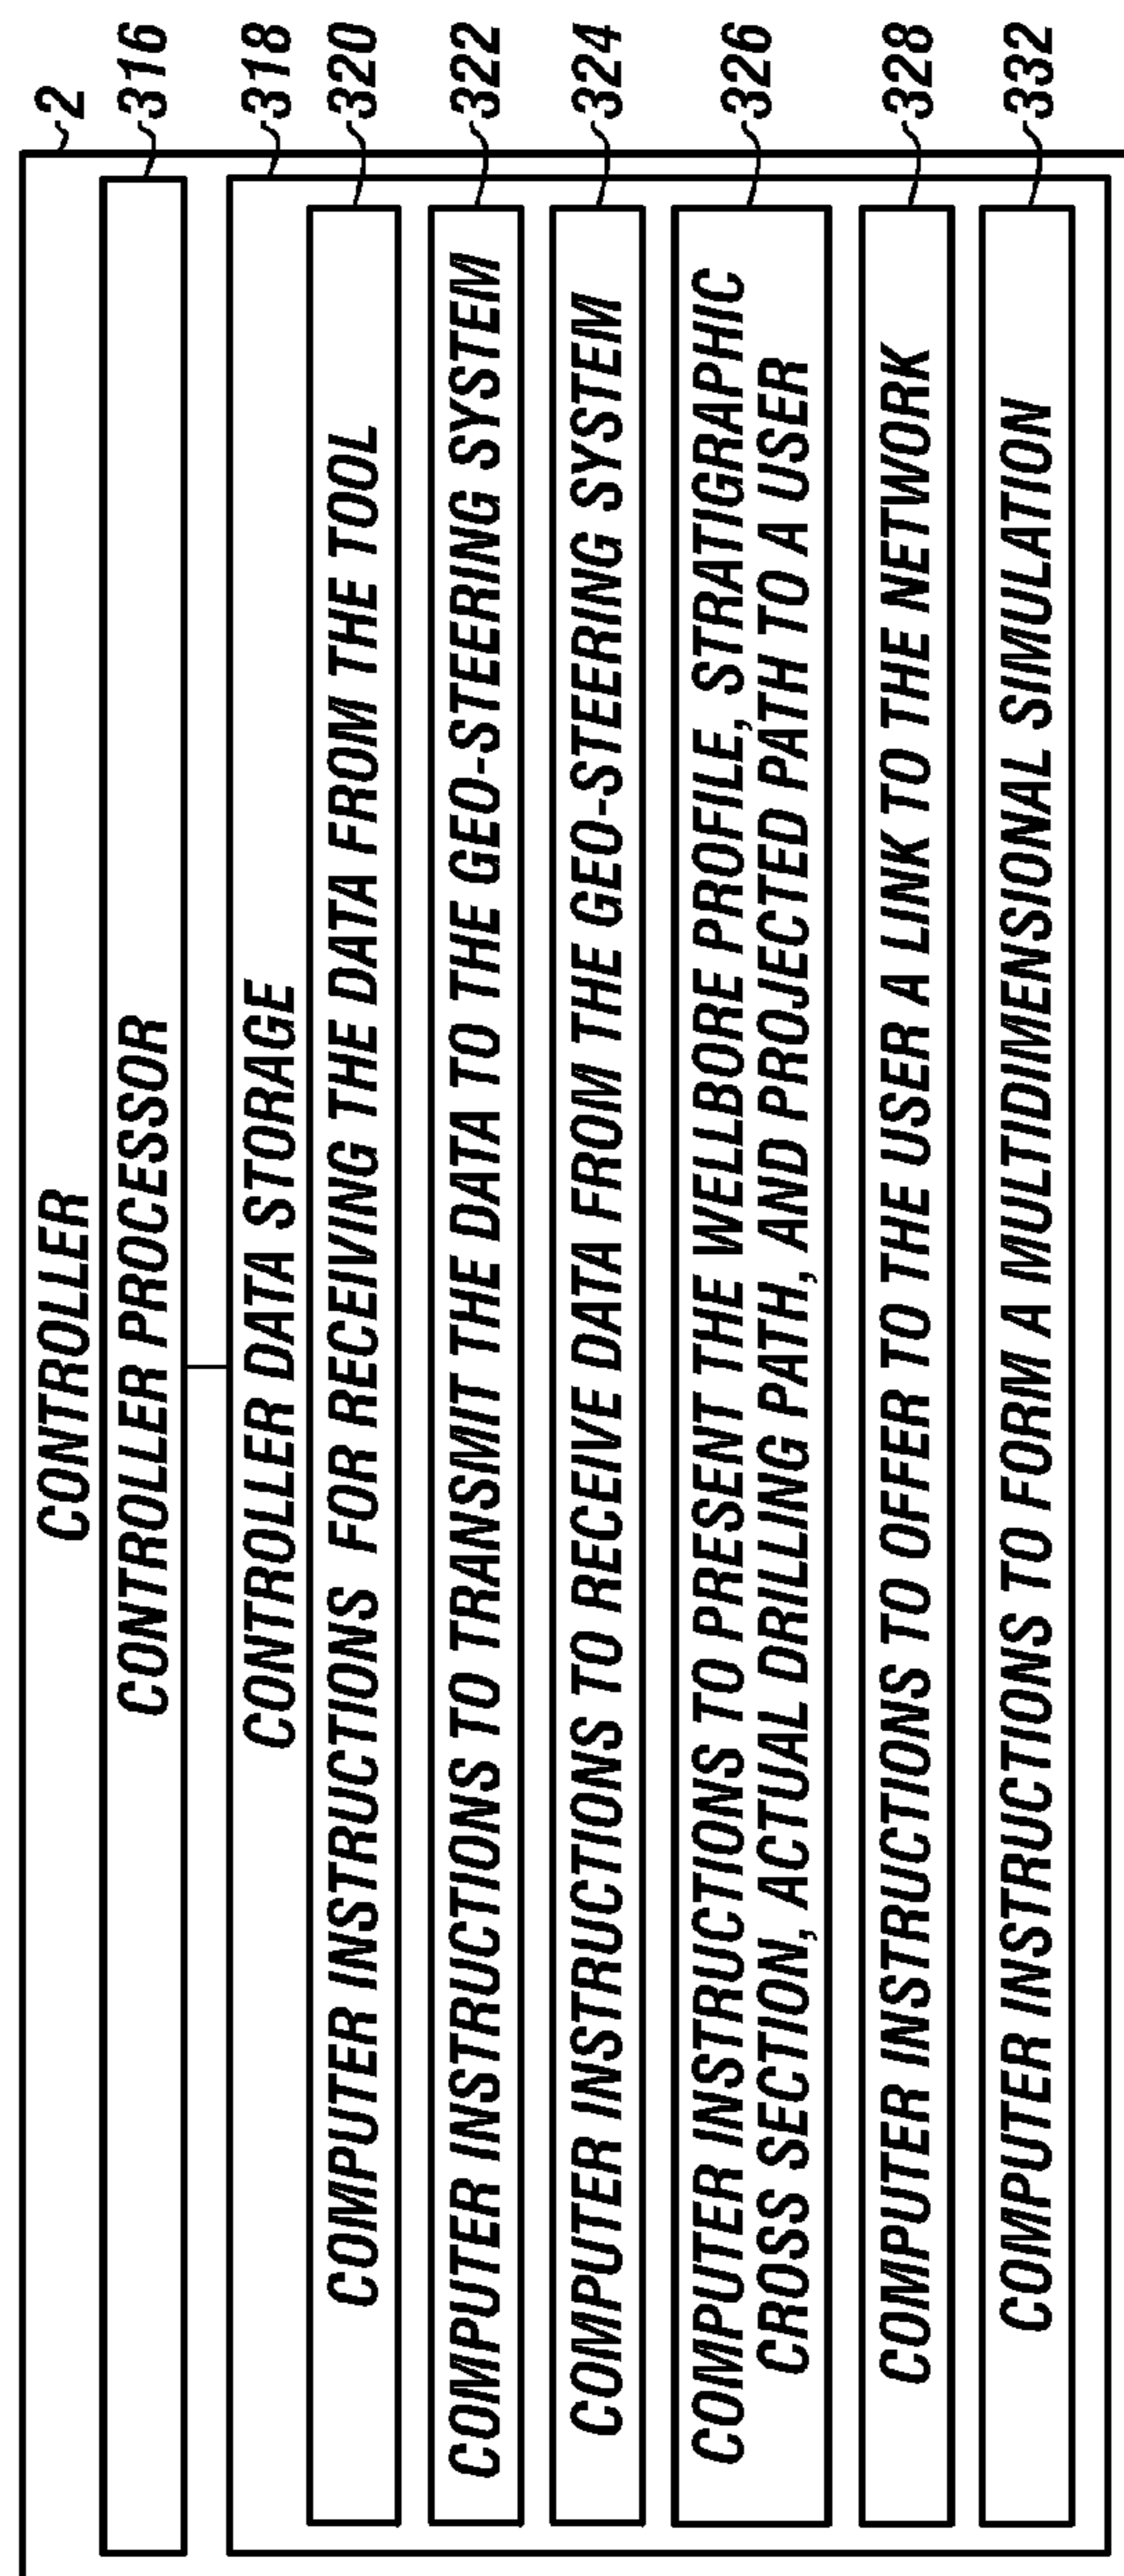 CONTROLLER
2
CONTROLLER PROCESSOR
316
CONTROLLER DATA STORAGE
318
COMPUTER INSTRUCTIONS FOR RECEIVING THE DATA FROM THE TOOL
320
COMPUTER INSTRUCTIONS TO TRANSMIT THE DATA TO THE GEO-STEERING SYSTEM
322
COMPUTER INSTRUCTIONS TO RECEIVE DATA FROM THE GEO-STEERING SYSTEM
324
COMPUTER INSTRUCTIONS TO PRESENT THE WELLBORE PROFILE, STRATIGRAPHIC
CROSS SECTION, ACTUAL DRILLING PATH, AND PROJECTED PATH TO A USER
326
COMPUTER INSTRUCTIONS TO OFFER TO THE USER A LINK TO THE NETWORK
328
COMPUTER INSTRUCTIONS TO FORM A MULTIDIMENSIONAL SIMULATION
332